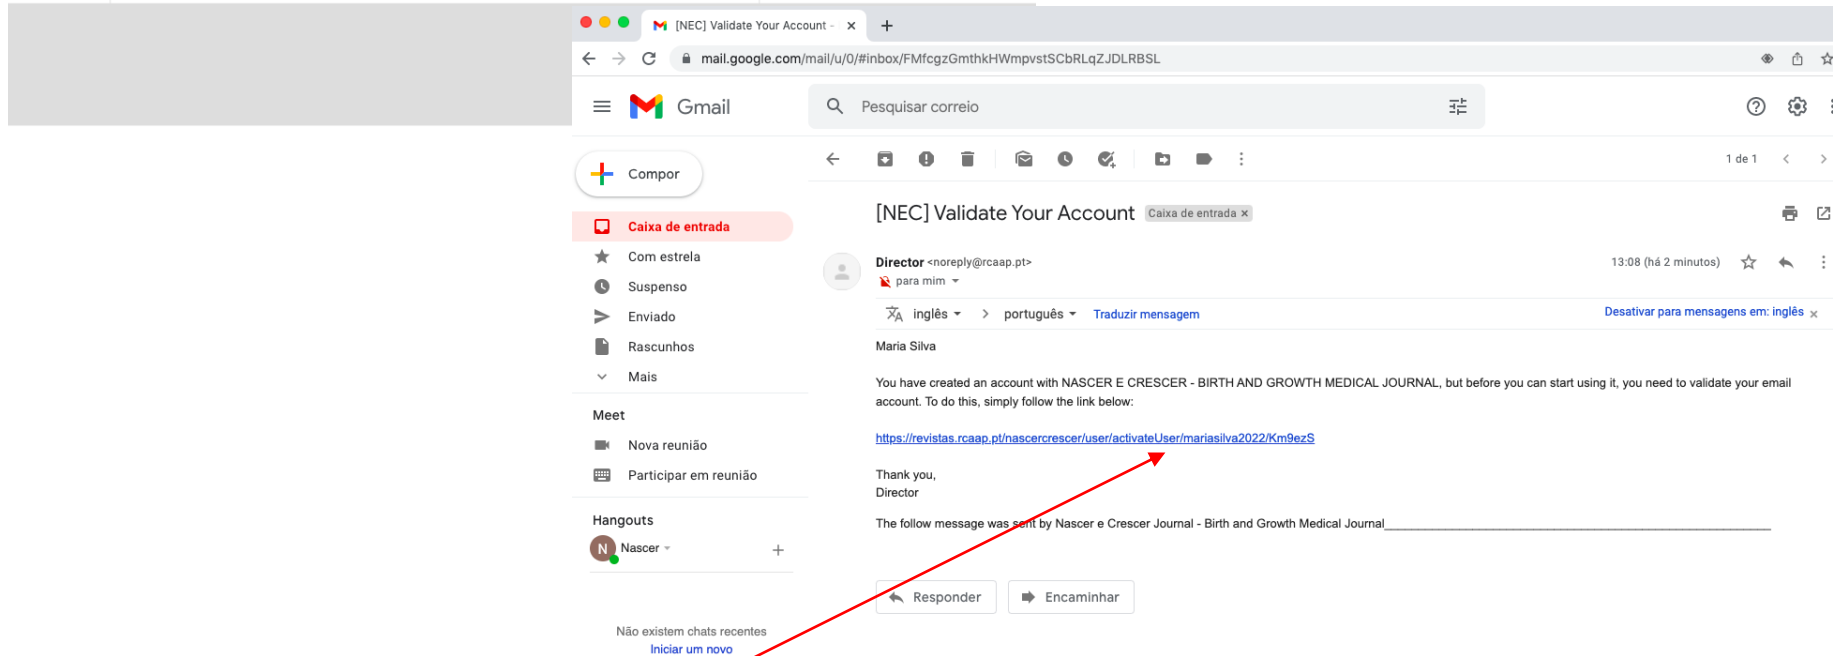 [NEC] Validate Your Account -
mail.google.com/mail/u/0/#inbox/FMfcgzGmthkHWmpvstSCbRLqZJDLRBSL
Gmail
Pesquisar correio
Compor
1 de 1
Caixa de entrada
Com estrela
Suspenso
Enviado
Rascunhos
Mais
Meet
Nova reunião
Participar em reunião
Hangouts
N Nascer
Não existem chats recentes
Iniciar um novo
[NEC] Validate Your Account Caixa de entrada x
Director <noreply@rcaap.pt> 13:08 (há 2 minutos)
para mim
inglês > português Traduzir mensagem Desativar para mensagens em: inglês x
Maria Silva
You have created an account with NASCER E CRESCER - BIRTH AND GROWTH MEDICAL JOURNAL, but before you can start using it, you need to validate your email
account. To do this, simply follow the link below:
https://revistas.rcaap.pt/nascercrescer/user/activateUser/mariasilva2022/Km9ezS
Thank you,
Director
The follow message was sent by Nascer e Crescer Journal - Birth and Growth Medical Journal
Responder Encaminhar